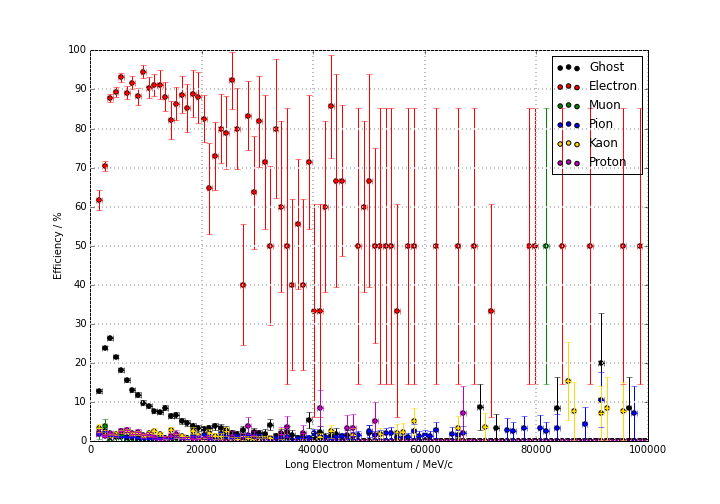 100
90
80
70
60
50
40
30
20
10
0
Efficiency / %
0
20000
40000
60000
80000
100000
Long Electron Momentum / MeV/c
Ghost
Electron
Muon
Pion
Kaon
Proton